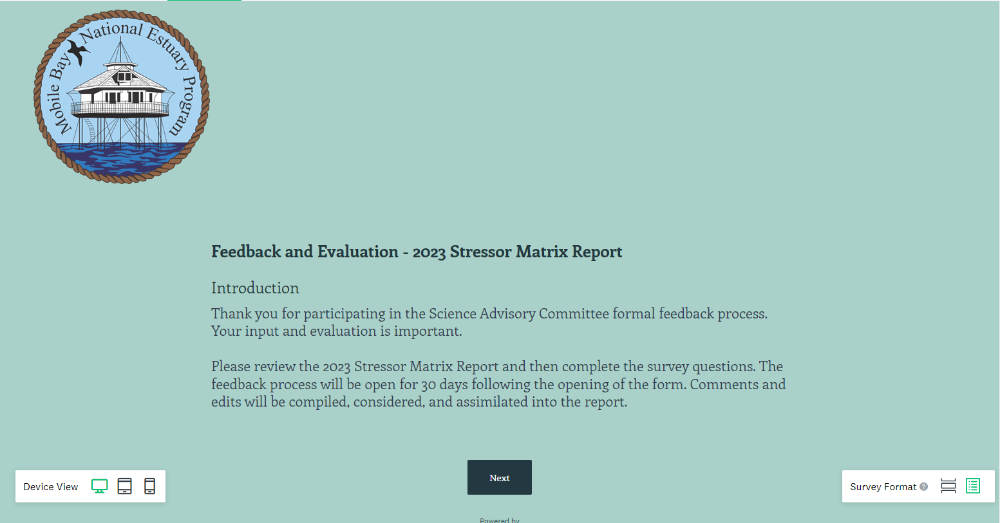 Mobile Bay National Estuary Program
Feedback and Evaluation - 2023 Stressor Matrix Report
Introduction
Thank you for participating in the Science Advisory Committee formal feedback process.
Your input and evaluation is important.
Please review the 2023 Stressor Matrix Report and then complete the survey questions. The
feedback process will be open for 30 days following the opening of the form. Comments and
edits will be compiled, considered, and assimilated into the report.
Next
Device View
Survey Format ?
Powered by